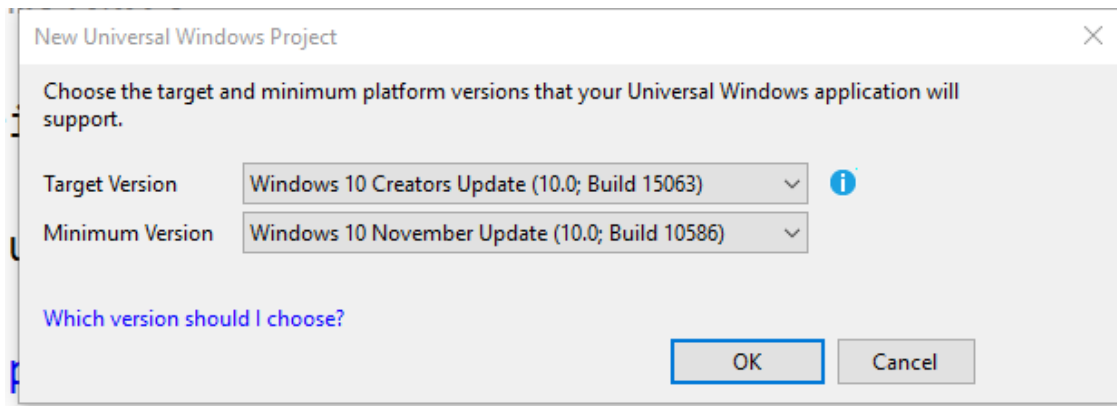 New Universal Windows Project
Choose the target and minimum platform versions that your Universal Windows application will
support.
Target Version Windows 10 Creators Update (10.0; Build 15063)
Minimum Version Windows 10 November Update (10.0; Build 10586)
Which version should I choose?
OK Cancel